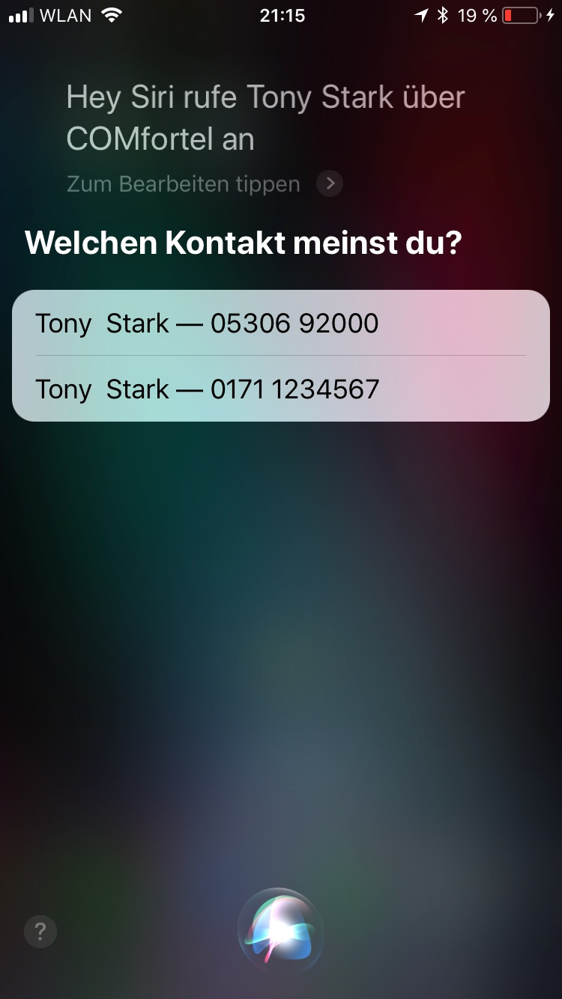 WLAN 21:15 19 %
Hey Siri rufe Tony Stark über
COMfortel an
Zum Bearbeiten tippen
Welchen Kontakt meinst du?
Tony  Stark — 05306 92000
Tony  Stark — 0171 1234567
?